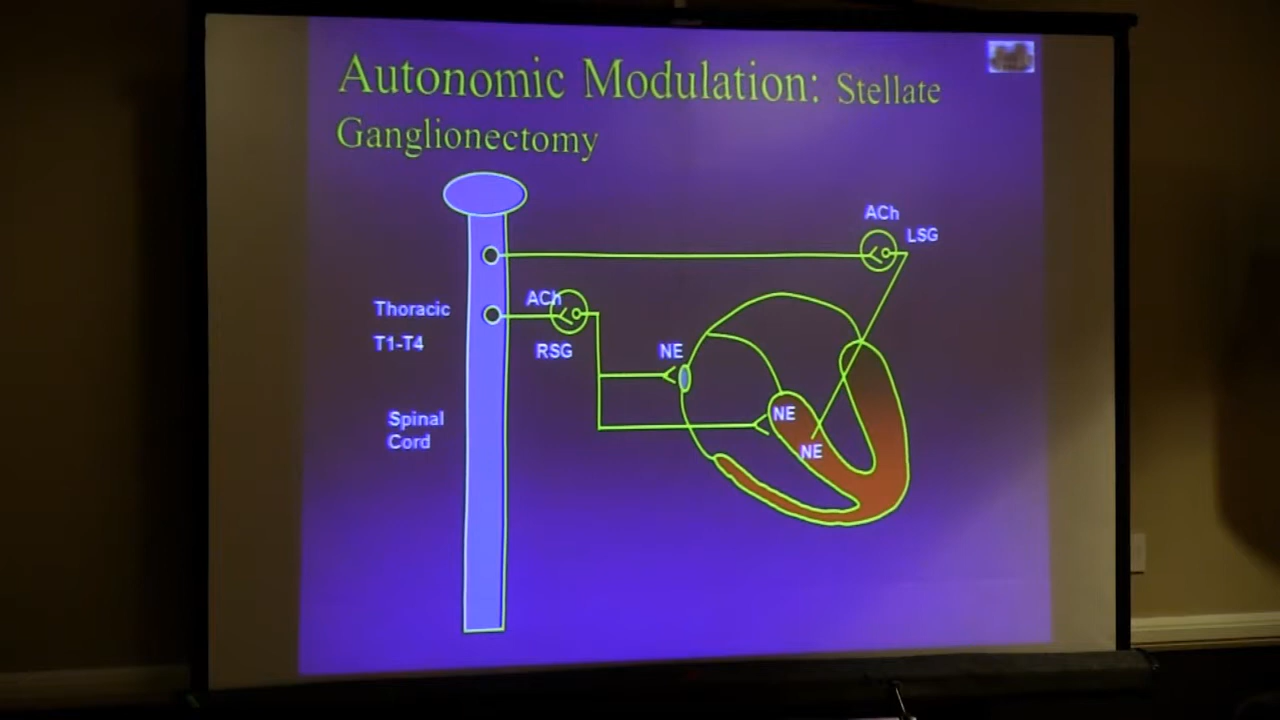 Autonomic Modulation: Stellate
Ganglionectomy
ACh
LSG
ACh
Thoracic
T1-T4
RSG
NE
NE
Spinal
Cord
NE